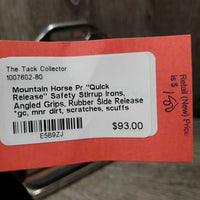 The Tack Collector
1007602-80
Mountain Horse Pr "Quick
Release" Safety Stirrup Irons,
Angled Grips, Rubber Side Release
*gc, mnr dirt, scratches, scuffs
$93.00
E5B9ZJ
Retail (New) Price:
is $